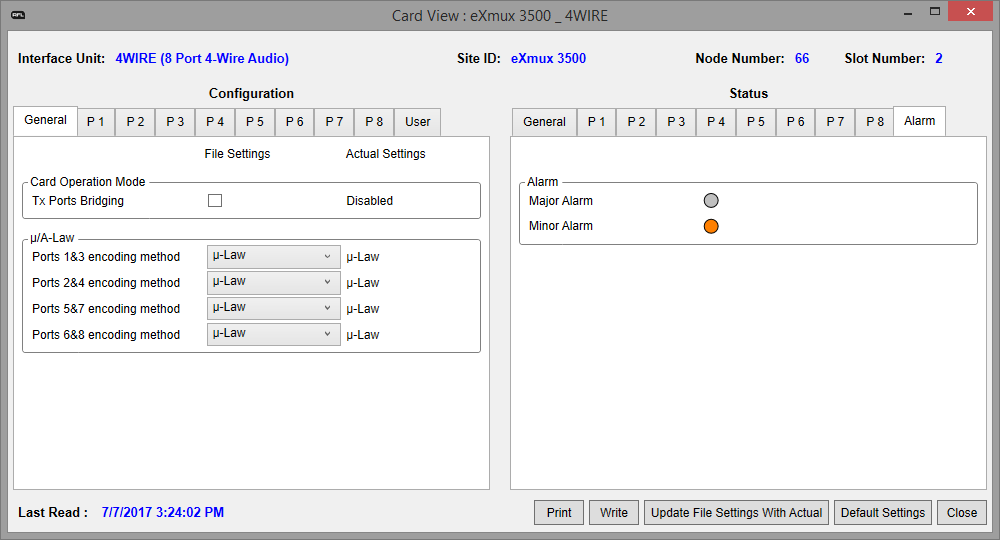 AFL
Card View : eXmux 3500 _ 4WIRE
Interface Unit: 4WIRE (8 Port 4-Wire Audio) Site ID: eXmux 3500 Node Number: 66 Slot Number: 2
Configuration
General P 1 P 2 P 3 P 4 P 5 P 6 P 7 P 8 User
File Settings Actual Settings
Card Operation Mode
Tx Ports Bridging Disabled
µ/A-Law
Ports 1&3 encoding method µ-Law µ-Law
Ports 2&4 encoding method µ-Law µ-Law
Ports 5&7 encoding method µ-Law µ-Law
Ports 6&8 encoding method µ-Law µ-Law
Status
General P 1 P 2 P 3 P 4 P 5 P 6 P 7 P 8 Alarm
Alarm
Major Alarm
Minor Alarm
Last Read : 7/7/2017 3:24:02 PM
Print Write Update File Settings With Actual Default Settings Close